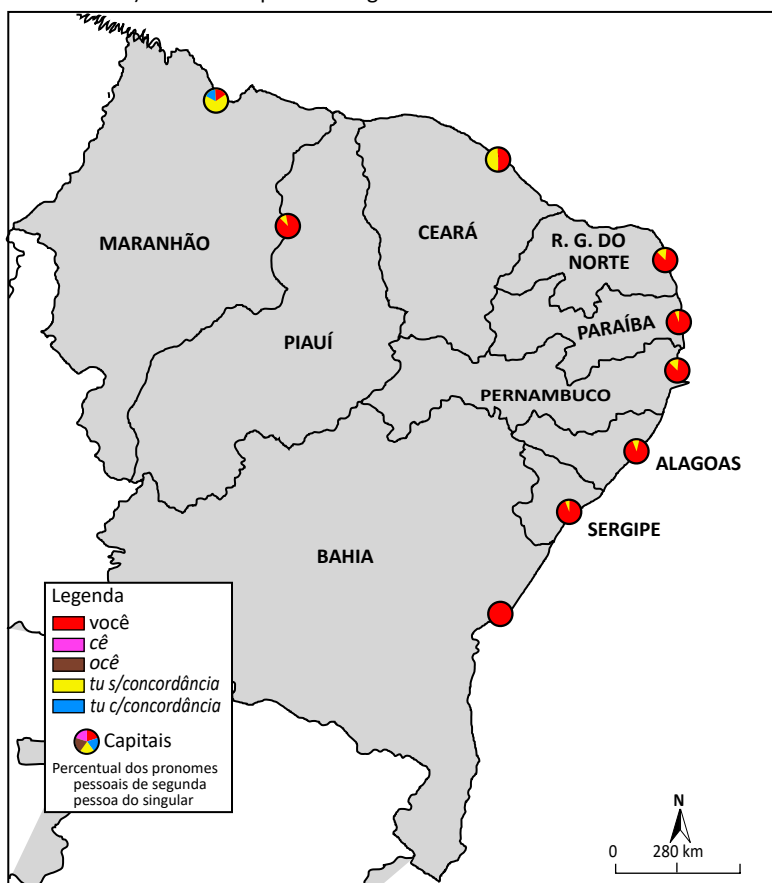 MARANHÃO
CEARÁ
R. G. DO
NORTE
PARAÍBA
PIAUÍ
PERNAMBUCO
ALAGOAS
SERGIPE
BAHIA
Legenda
você
cê
ocê
tu s/concordância
tu c/concordância
Capitais
Percentual dos pronomes
pessoais de segunda
pessoa do singular
N
0 280 km